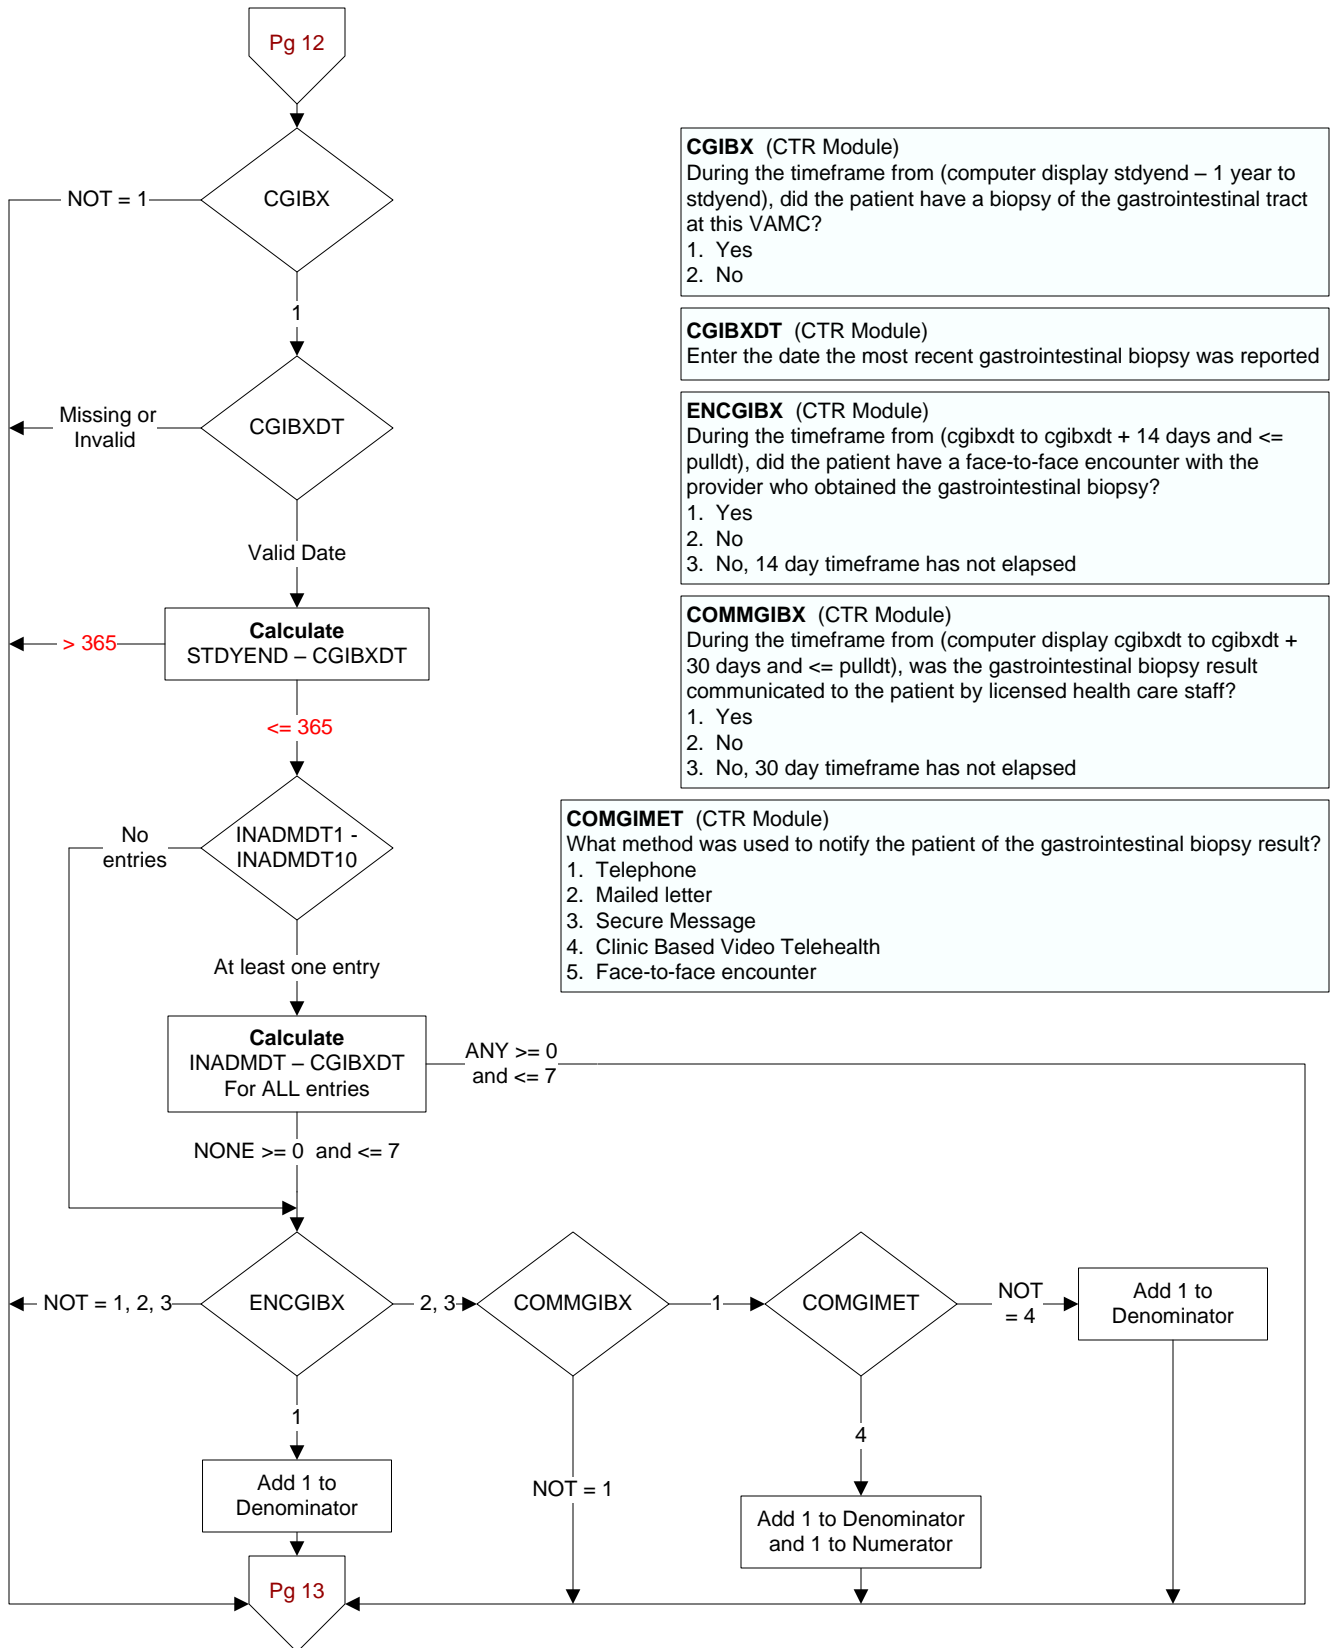 Pg 12
CGIBX
NOT = 1
1
CGIBXDT
Missing or
Invalid
Valid Date
Calculate
STDYEND – CGIBXDT
> 365
<= 365
INADMDT1 -
INADMDT10
No
entries
At least one entry
Calculate
INADMDT – CGIBXDT
For ALL entries
ANY >= 0
and <= 7
NONE >= 0 and <= 7
ENCGIBX
NOT = 1, 2, 3
2, 3
COMMGIBX
1
COMGIMET
NOT
= 4
Add 1 to
Denominator
1
4
NOT = 1
Add 1 to
Denominator
Add 1 to Denominator
and 1 to Numerator
Pg 13
CGIBX (CTR Module)
During the timeframe from (computer display stdyend – 1 year to
stdyend), did the patient have a biopsy of the gastrointestinal tract
at this VAMC?
1. Yes
2. No
CGIBXDT (CTR Module)
Enter the date the most recent gastrointestinal biopsy was reported
ENCGIBX (CTR Module)
During the timeframe from (cgibxdt to cgibxdt + 14 days and <=
pulldt), did the patient have a face-to-face encounter with the
provider who obtained the gastrointestinal biopsy?
1. Yes
2. No
3. No, 14 day timeframe has not elapsed
COMMGIBX (CTR Module)
During the timeframe from (computer display cgibxdt to cgibxdt +
30 days and <= pulldt), was the gastrointestinal biopsy result
communicated to the patient by licensed health care staff?
1. Yes
2. No
3. No, 30 day timeframe has not elapsed
COMGIMET (CTR Module)
What method was used to notify the patient of the gastrointestinal biopsy result?
1. Telephone
2. Mailed letter
3. Secure Message
4. Clinic Based Video Telehealth
5. Face-to-face encounter